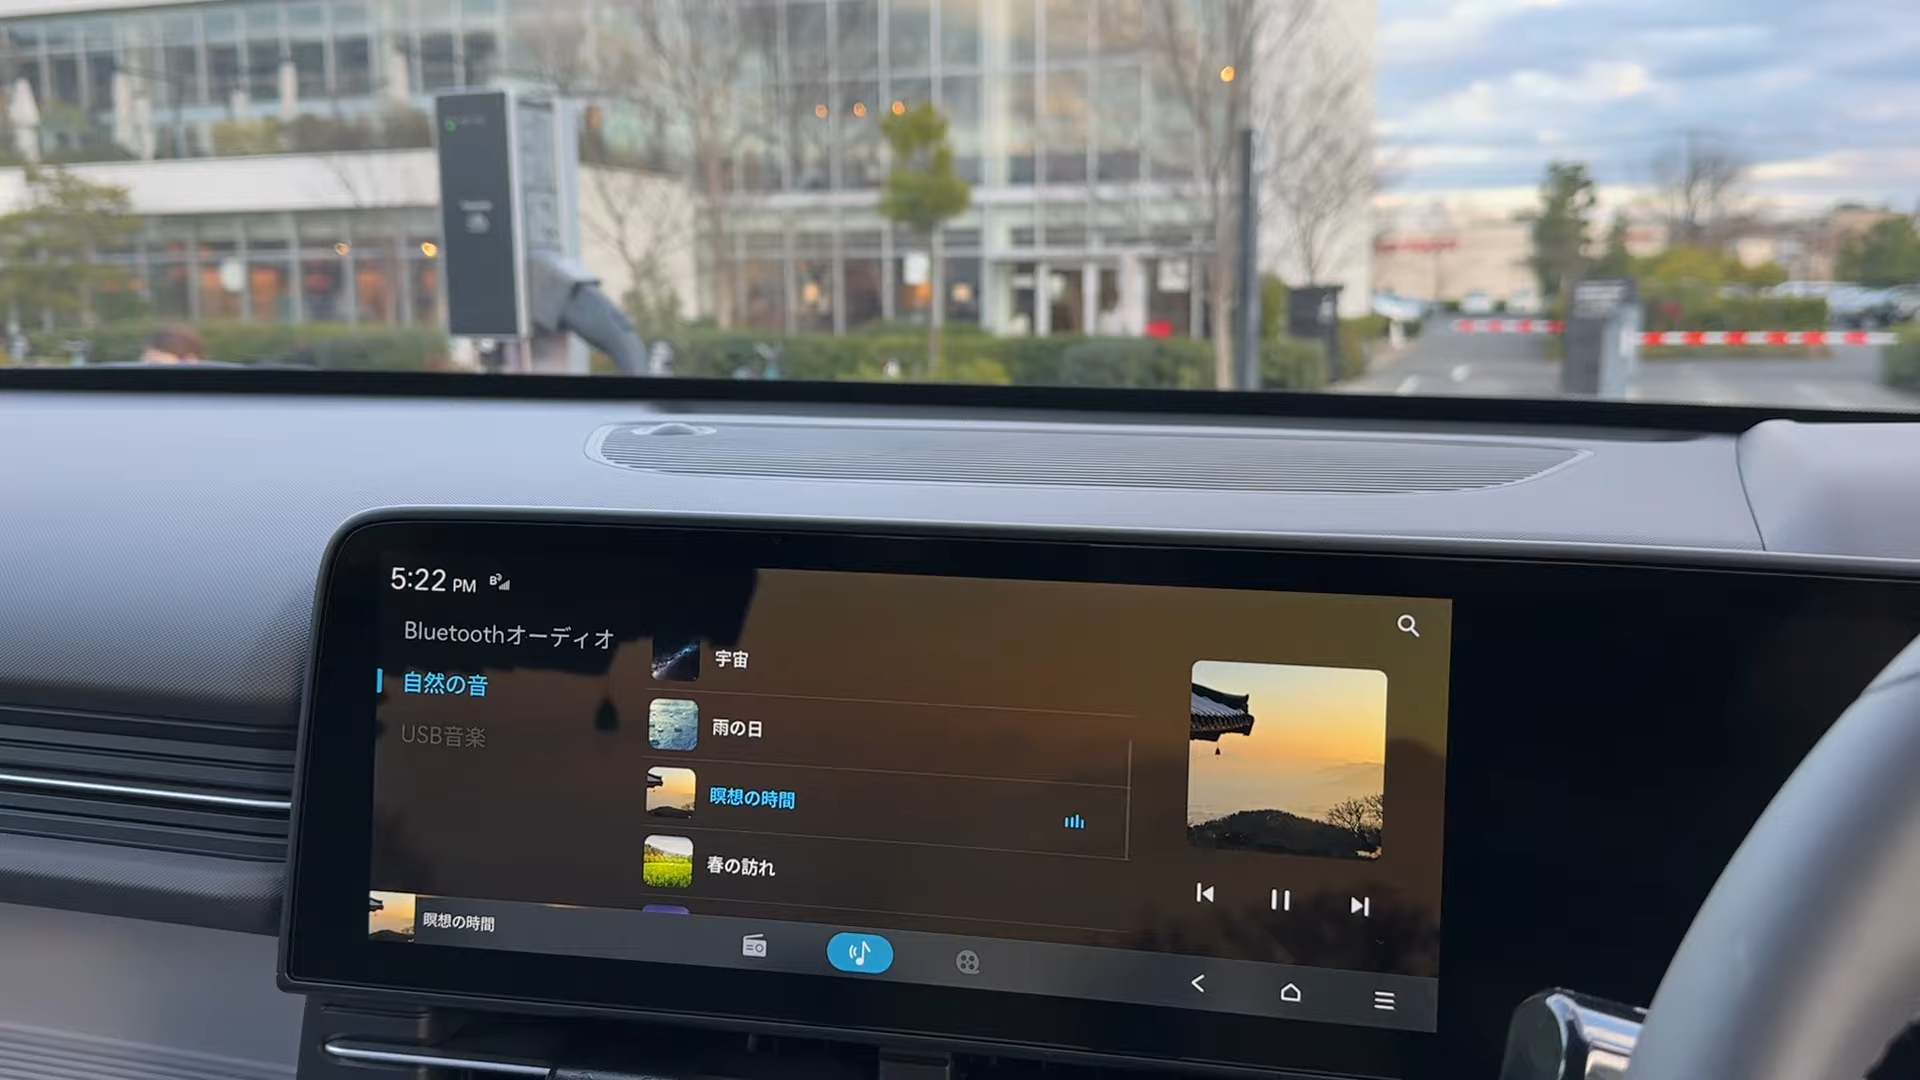 5:22 PM
Bluetoothオーディオ
自然の音
USB音楽
宇宙
雨の日
瞑想の時間
春の訪れ
瞑想の時間